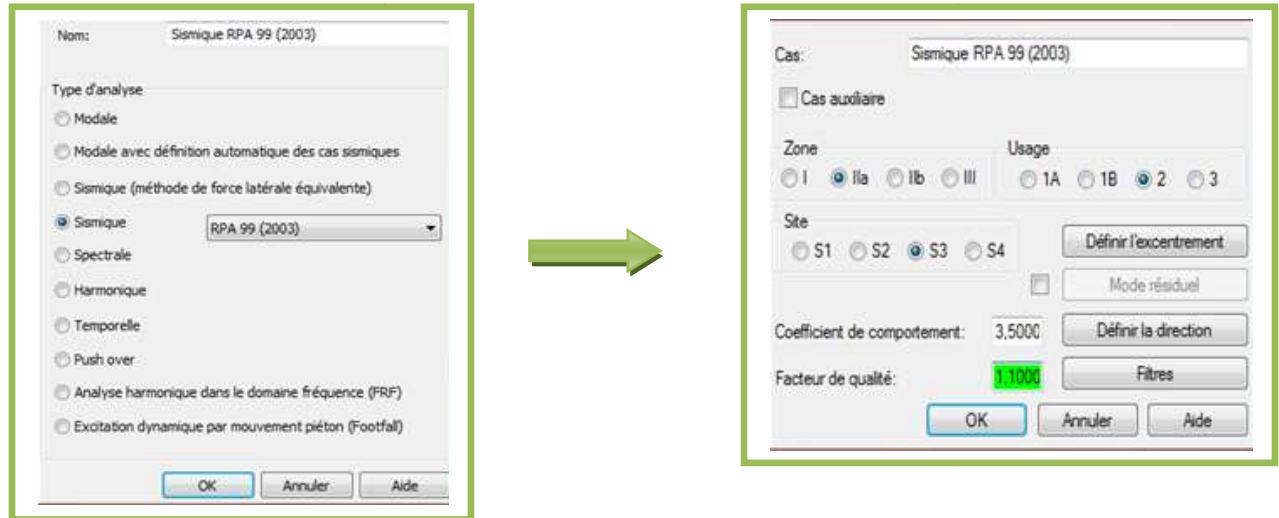 Nom: Sismique RPA 99 (2003)
Type d'analyse
Modale
Modale avec définition automatique des cas sismiques
Sismique (méthode de force latérale équivalente)
Sismique RPA 99 (2003)
Spectrale
Harmonique
Temporelle
Push over
Analyse harmonique dans le domaine fréquence (FRF)
Excitation dynamique par mouvement piéton (Footfall)
OK Annuler Aide
Cas: Sismique RPA 99 (2003)
Cas auxiliaire
Zone Usage
I IIa IIb III 1A 1B 2 3
Site
S1 S2 S3 S4 Définir l'excentrement
Mode résiduel
Coefficient de comportement: 3,5000 Définir la direction
Facteur de qualité: 1,1000 Filtres
OK Annuler Aide